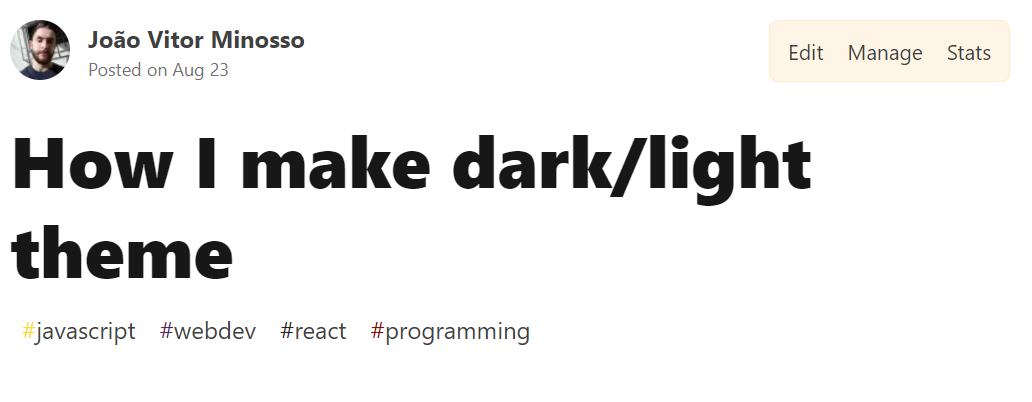 João Vitor Minosso
Posted on Aug 23
Edit Manage Stats
How I make dark/light
theme
#javascript #webdev #react #programming